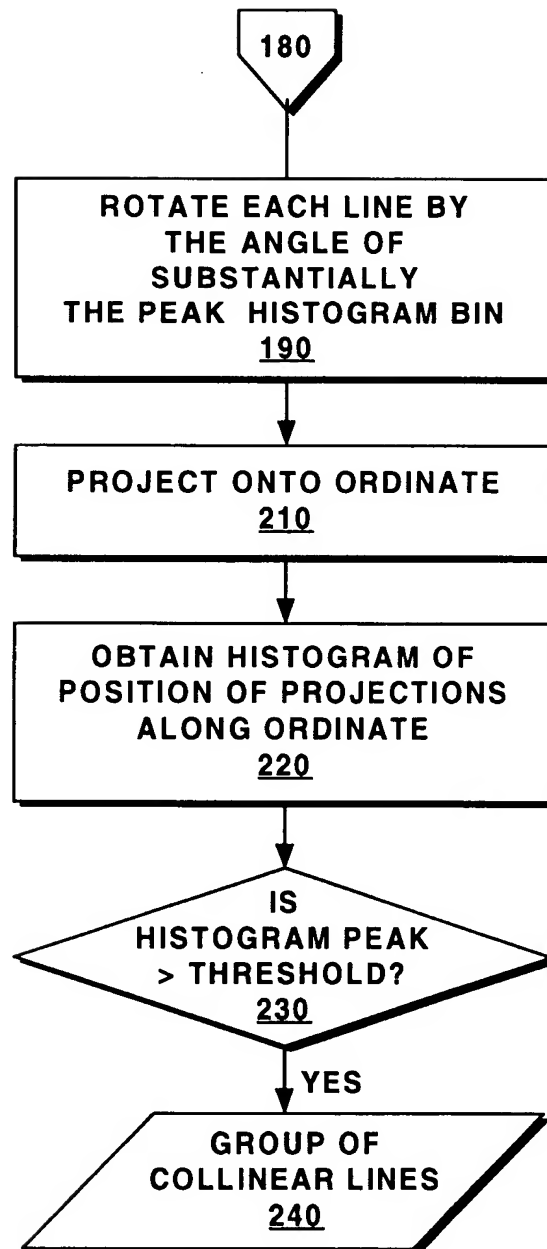 180
ROTATE EACH LINE BY
THE ANGLE OF
SUBSTANTIALLY
THE PEAK HISTOGRAM BIN
190
PROJECT ONTO ORDINATE
210
OBTAIN HISTOGRAM OF
POSITION OF PROJECTIONS
ALONG ORDINATE
220
IS
HISTOGRAM PEAK
> THRESHOLD?
230
YES
GROUP OF
COLLINEAR LINES
240